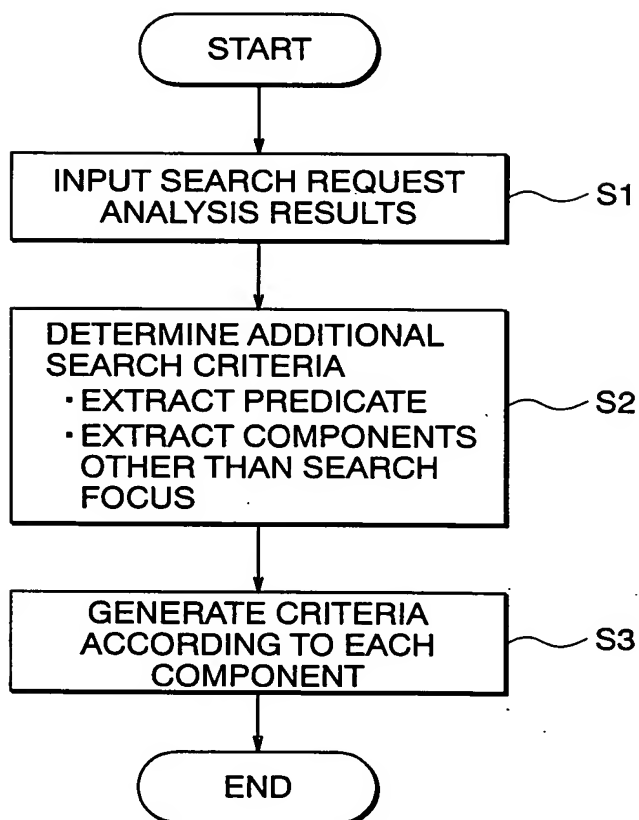 START
INPUT SEARCH REQUEST
ANALYSIS RESULTS
S1
DETERMINE ADDITIONAL
SEARCH CRITERIA
・EXTRACT PREDICATE
・EXTRACT COMPONENTS
OTHER THAN SEARCH
FOCUS
S2
GENERATE CRITERIA
ACCORDING TO EACH
COMPONENT
S3
END